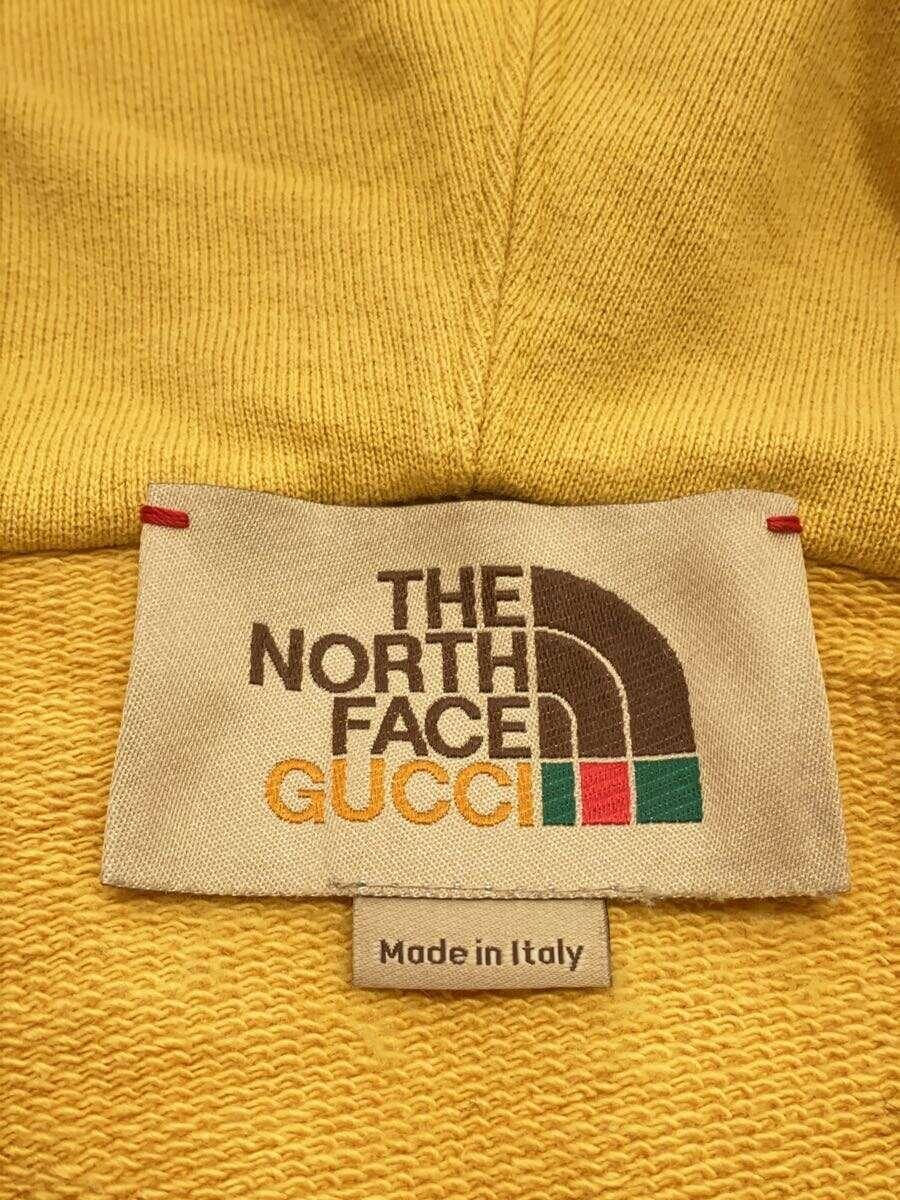 THE
NORTH
FACE
GUCCI
Made in Italy